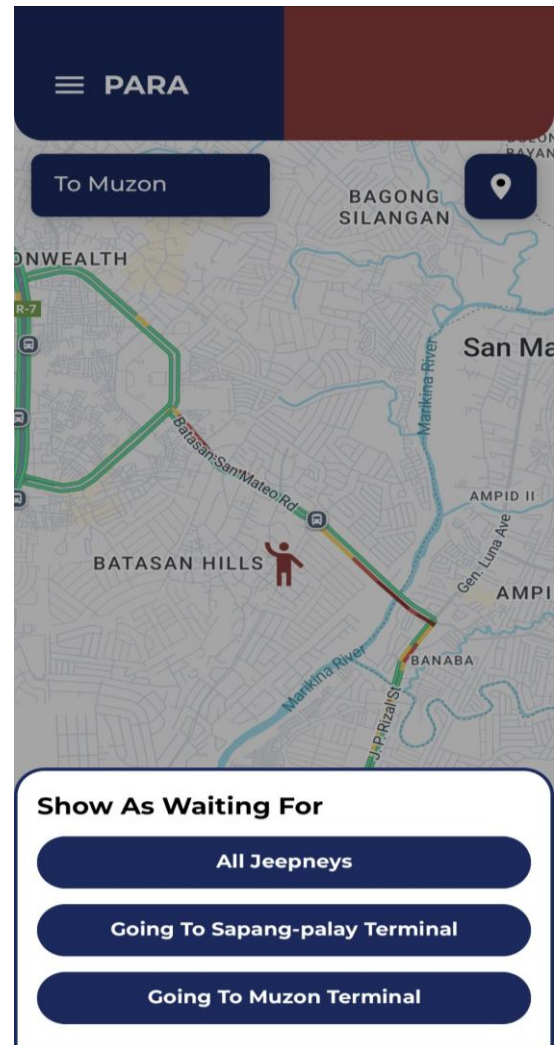 PARA
BAYAN
To Muzon
BAGONG
SILANGAN
ONWEALTH
R-7
San Ma
Marikina River
Batasan-San Mateo Rd
AMPID II
Gen. Luna Ave
BATASAN HILLS
AMPI
BANABA
Marikina River
J. P. Rizal St
Show As Waiting For
All Jeepneys
Going To Sapang-palay Terminal
Going To Muzon Terminal